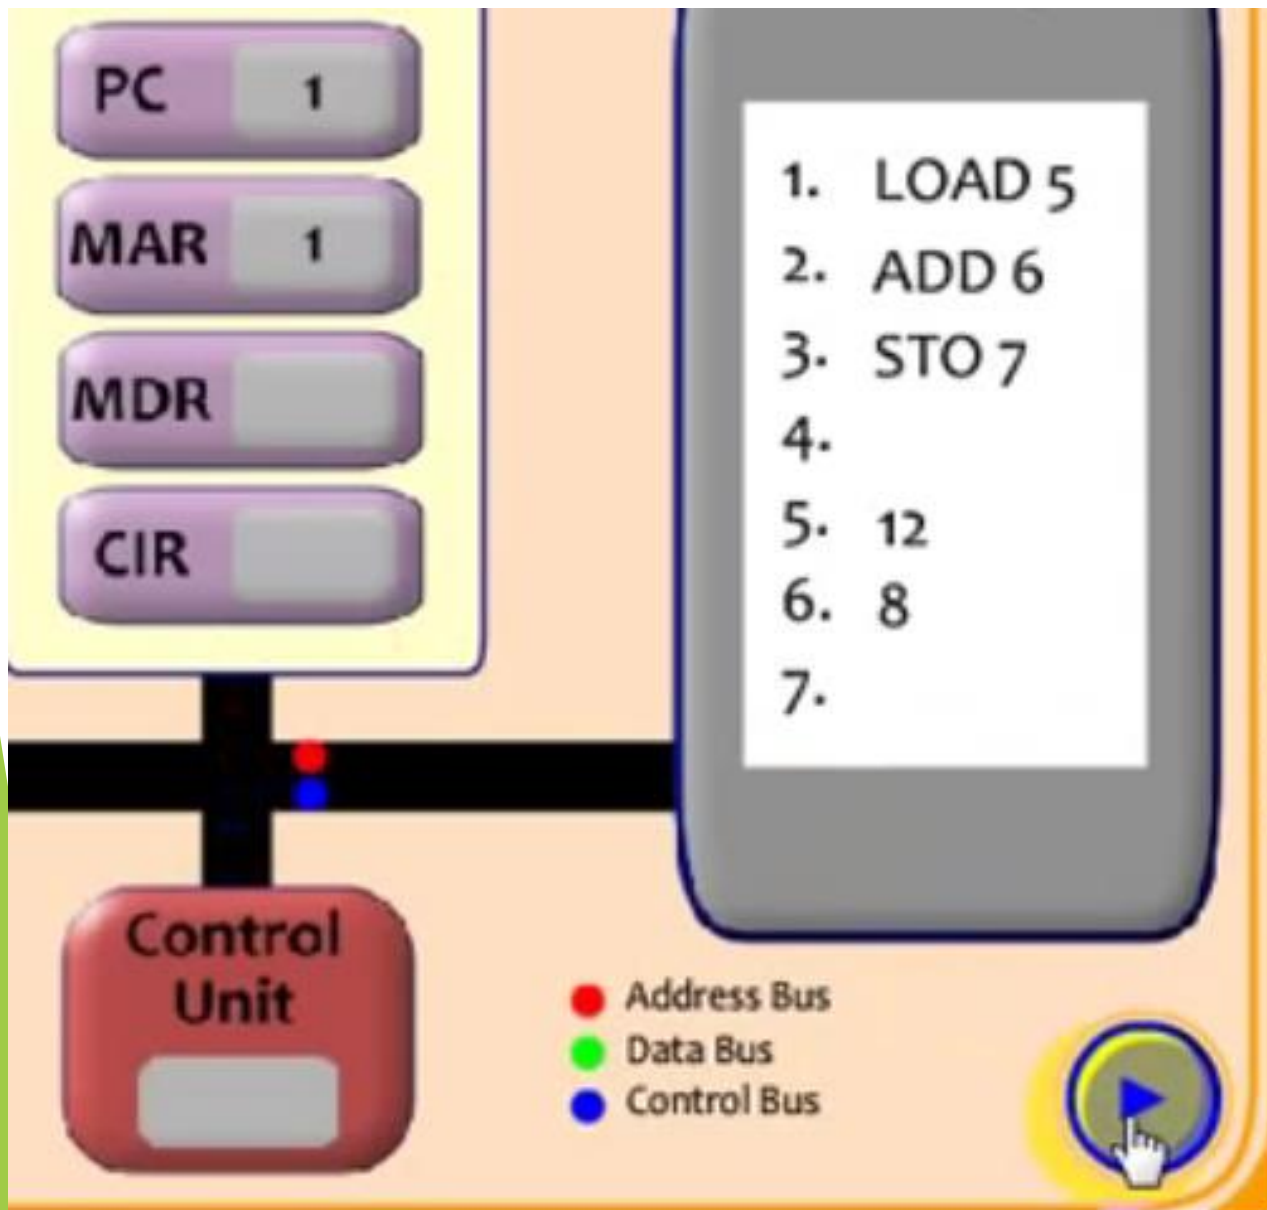 PC 1
MAR 1
MDR
CIR
1. LOAD 5
2. ADD 6
3. STO 7
4.
5. 12
6. 8
7.
Control
Unit
Address Bus
Data Bus
Control Bus